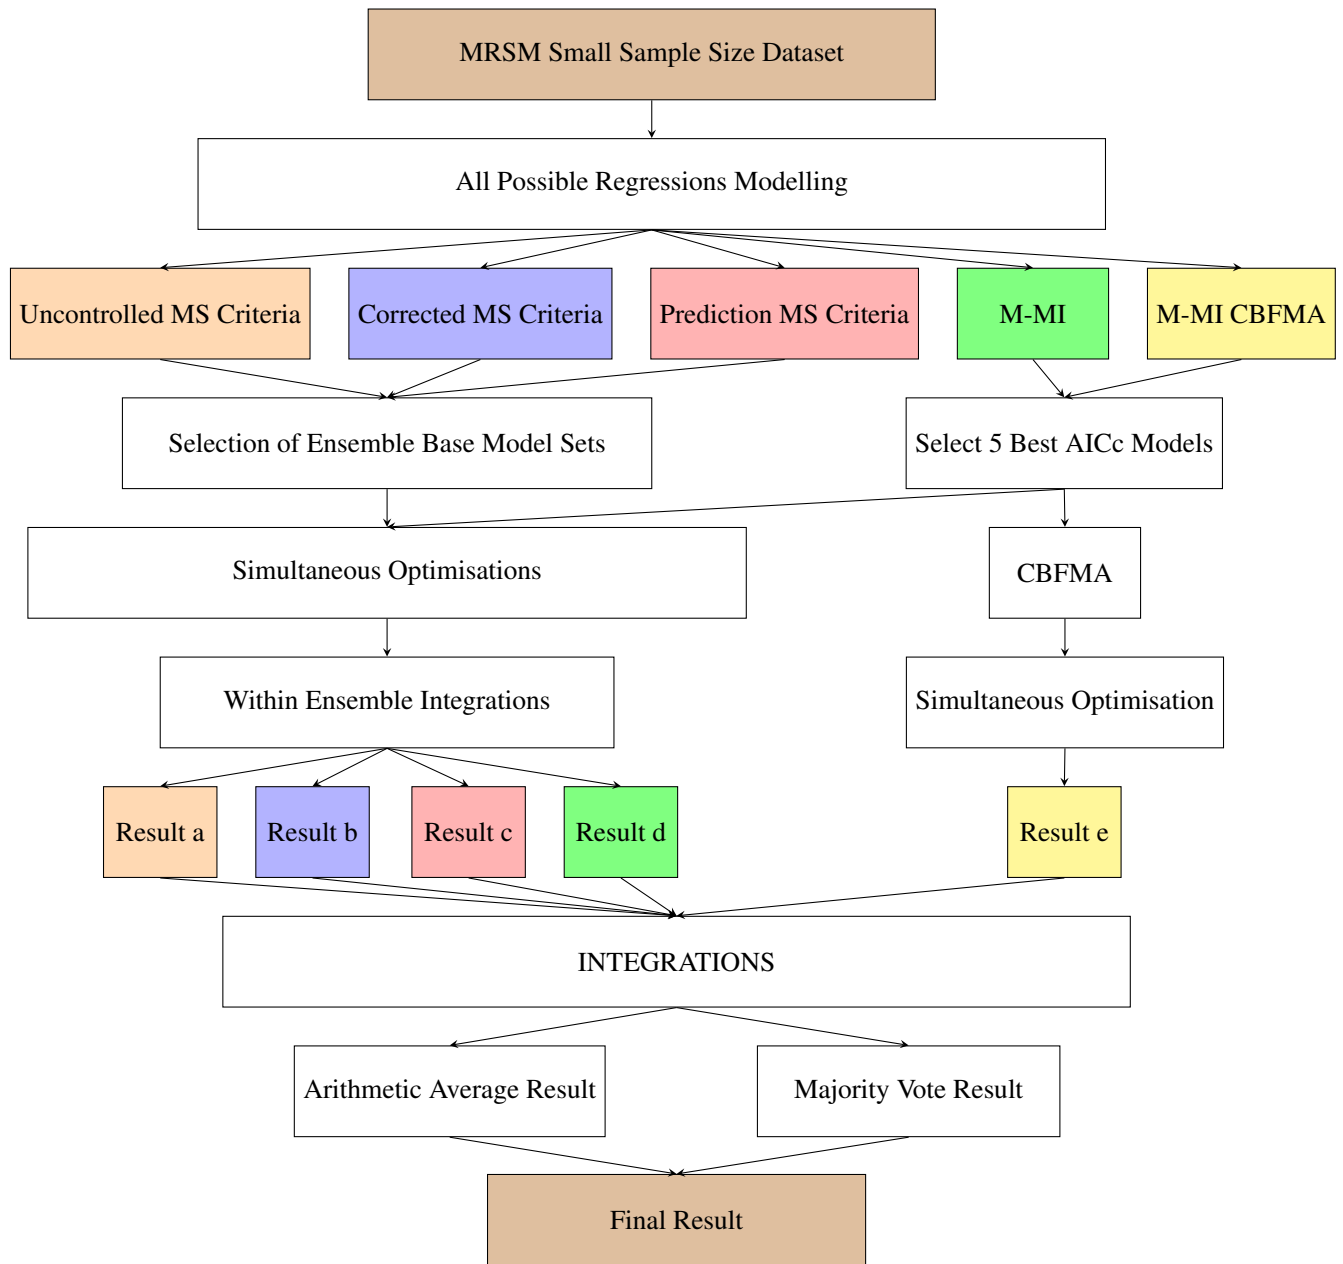 MRSM Small Sample Size Dataset
All Possible Regressions Modelling
Uncontrolled MS Criteria
Corrected MS Criteria
Prediction MS Criteria
M-MI
M-MI CBFMA
Selection of Ensemble Base Model Sets
Select 5 Best AICc Models
Simultaneous Optimisations
CBFMA
Within Ensemble Integrations
Simultaneous Optimisation
Result a
Result b
Result c
Result d
Result e
INTEGRATIONS
Arithmetic Average Result
Majority Vote Result
Final Result